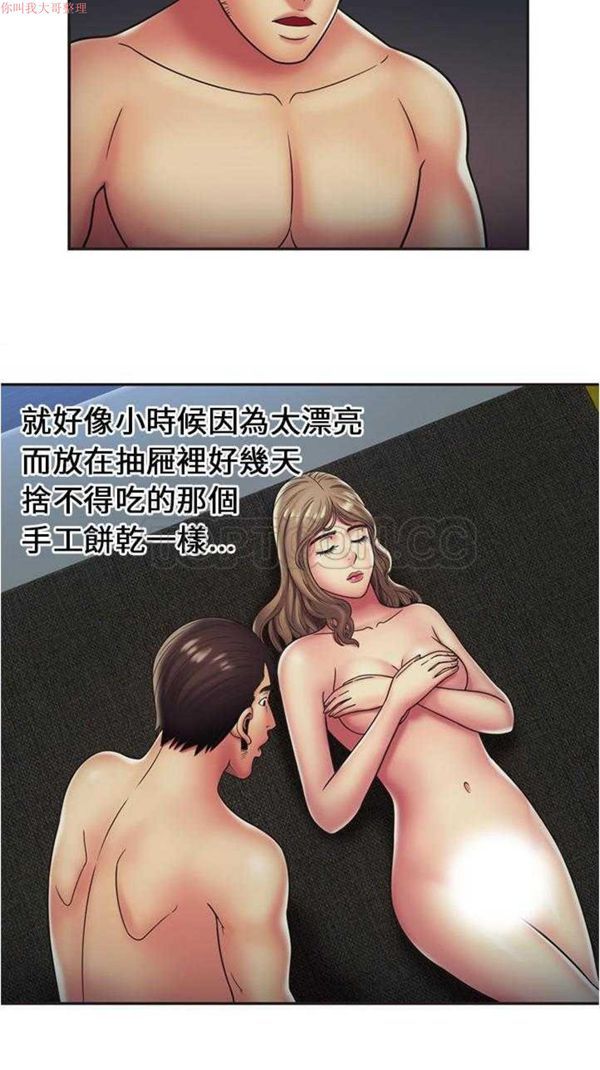 你叫我大哥整理
就好像小時候因為太漂亮
而放在抽屜裡好幾天
捨不得吃的那個
手工餅乾一樣...